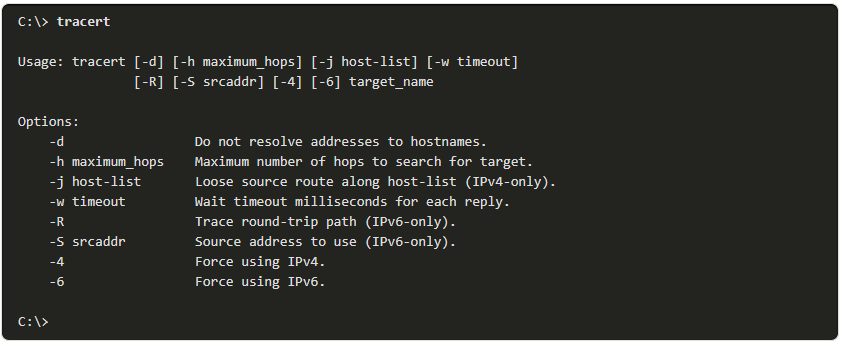 C:\> tracert
Usage: tracert [-d] [-h maximum_hops] [-j host-list] [-w timeout]
               [-R] [-S srcaddr] [-4] [-6] target_name
Options:
    -d                 Do not resolve addresses to hostnames.
    -h maximum_hops    Maximum number of hops to search for target.
    -j host-list       Loose source route along host-list (IPv4-only).
    -w timeout         Wait timeout milliseconds for each reply.
    -R                 Trace round-trip path (IPv6-only).
    -S srcaddr         Source address to use (IPv6-only).
    -4                 Force using IPv4.
    -6                 Force using IPv6.
C:\>